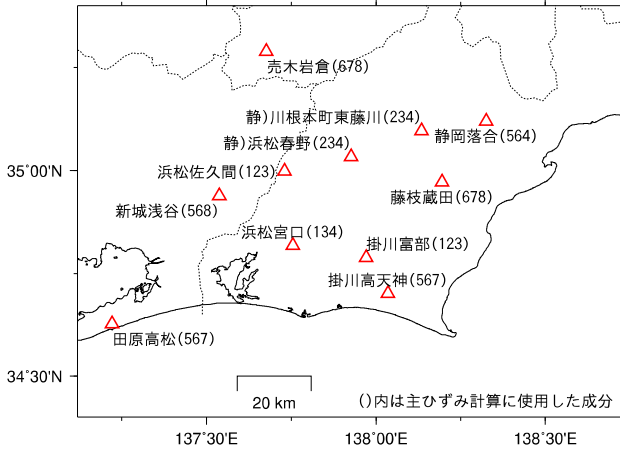 売木岩倉(678)
静)川根本町東藤川(234)
静岡落合(564)
静)浜松春野(234)
35°00'N
浜松佐久間(123)
藤枝蔵田(678)
新城浅谷(568)
浜松宮口(134)
掛川富部(123)
掛川高天神(567)
田原高松(567)
34°30'N
20 km
()内は主ひずみ計算に使用した成分
137°30'E
138°00'E
138°30'E